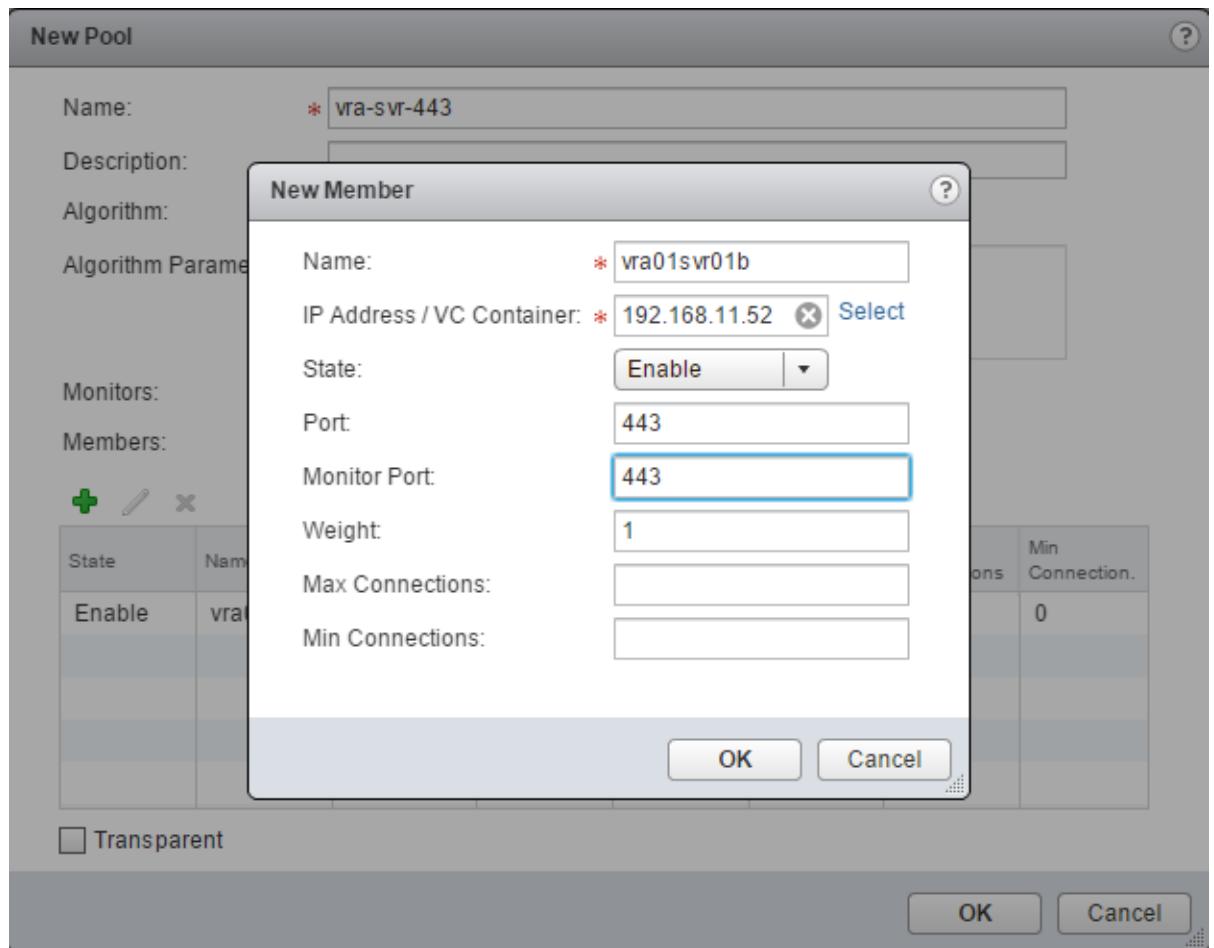 New Pool ?
Name: * vra-svr-443
Description:
New Member ?
Algorithm:
Name: * vra01svr01b
Algorithm Parame
IP Address / VC Container: * 192.168.11.52 Select
State: Enable
Monitors:
Port: 443
Members:
Monitor Port: 443
Weight: 1
State Nam ons Min Connection.
Max Connections:
Enable 0
Min Connections:
OK Cancel
Transparent
OK Cancel